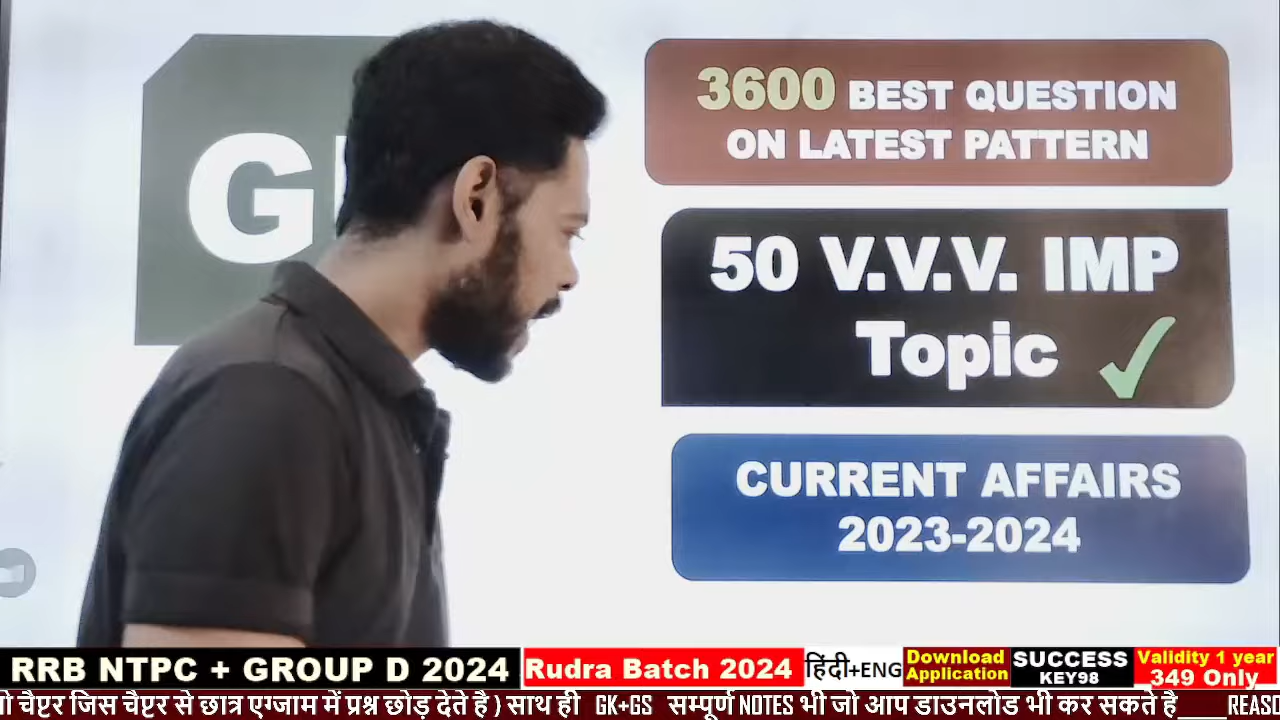 G
3600 BEST QUESTION
ON LATEST PATTERN
50 V.V.V. IMP
Topic
CURRENT AFFAIRS
2023-2024
RRB NTPC + GROUP D 2024
Rudra Batch 2024
हिंदी+ENG
Download
Application
SUCCESS
KEY98
Validity 1 year
349 Only
चैप्टर जिस चैप्टर से छात्र एग्जाम में प्रश्न छोड़ देते है ) साथ ही GK+GS सम्पूर्ण NOTES भी जो आप डाउनलोड भी कर सकते है